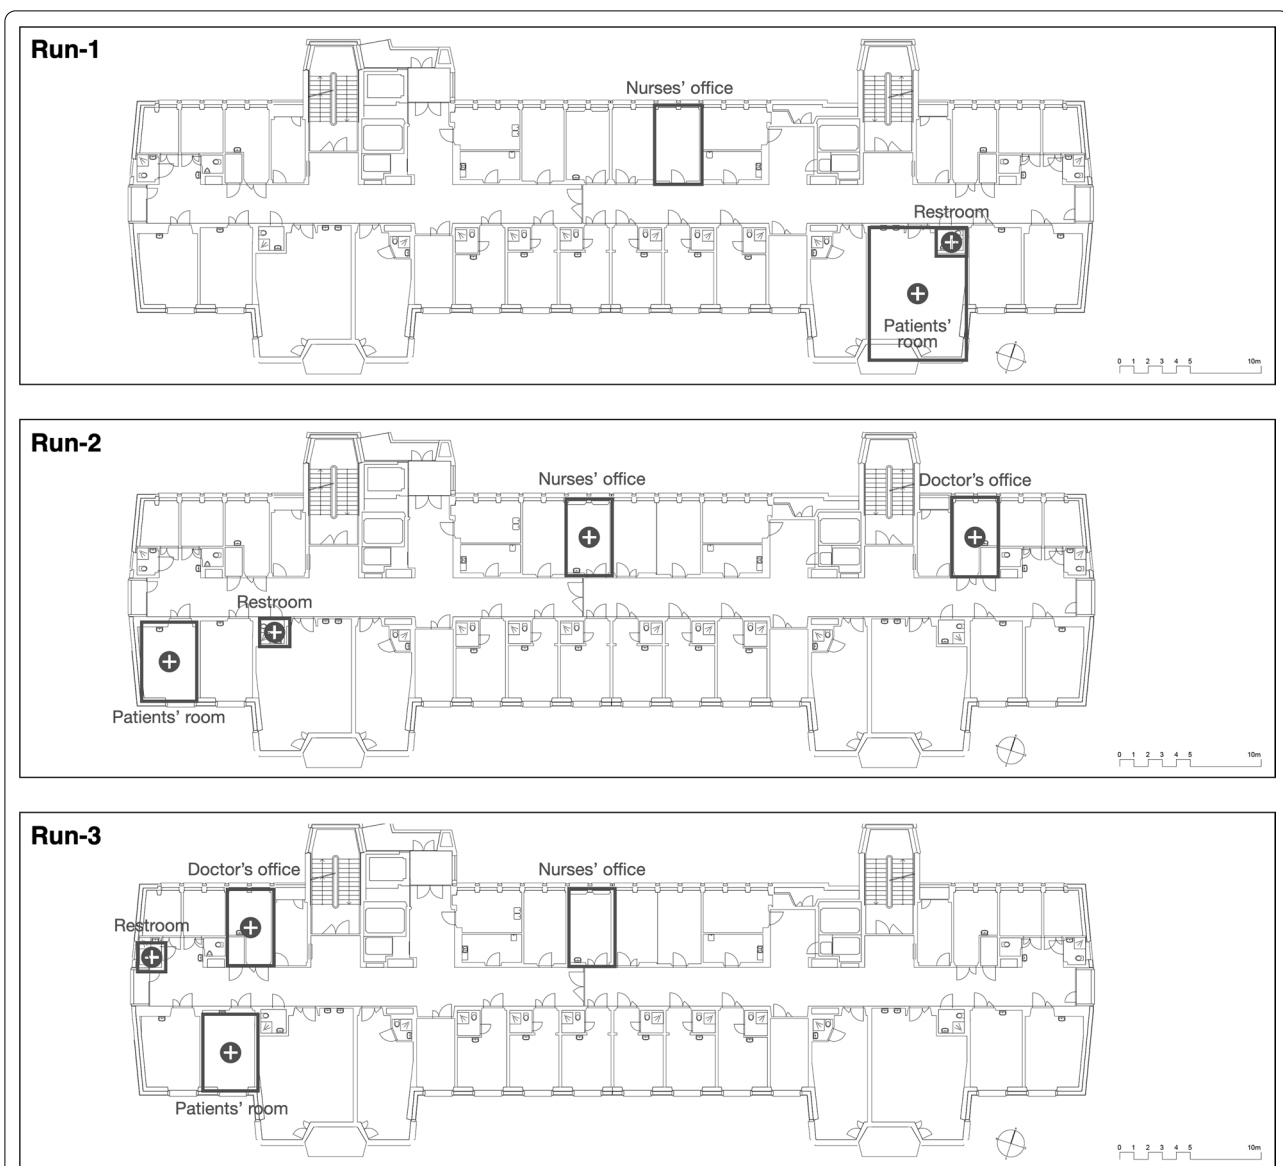 Run-1
Nurses’ office
Restroom
Patients’
room
0 1 2 3 4 5 10m
Run-2
Nurses’ office
Doctor’s office
Restroom
Patients’ room
0 1 2 3 4 5 10m
Run-3
Doctor’s office
Nurses’ office
Restroom
Patients’ room
0 1 2 3 4 5 10m